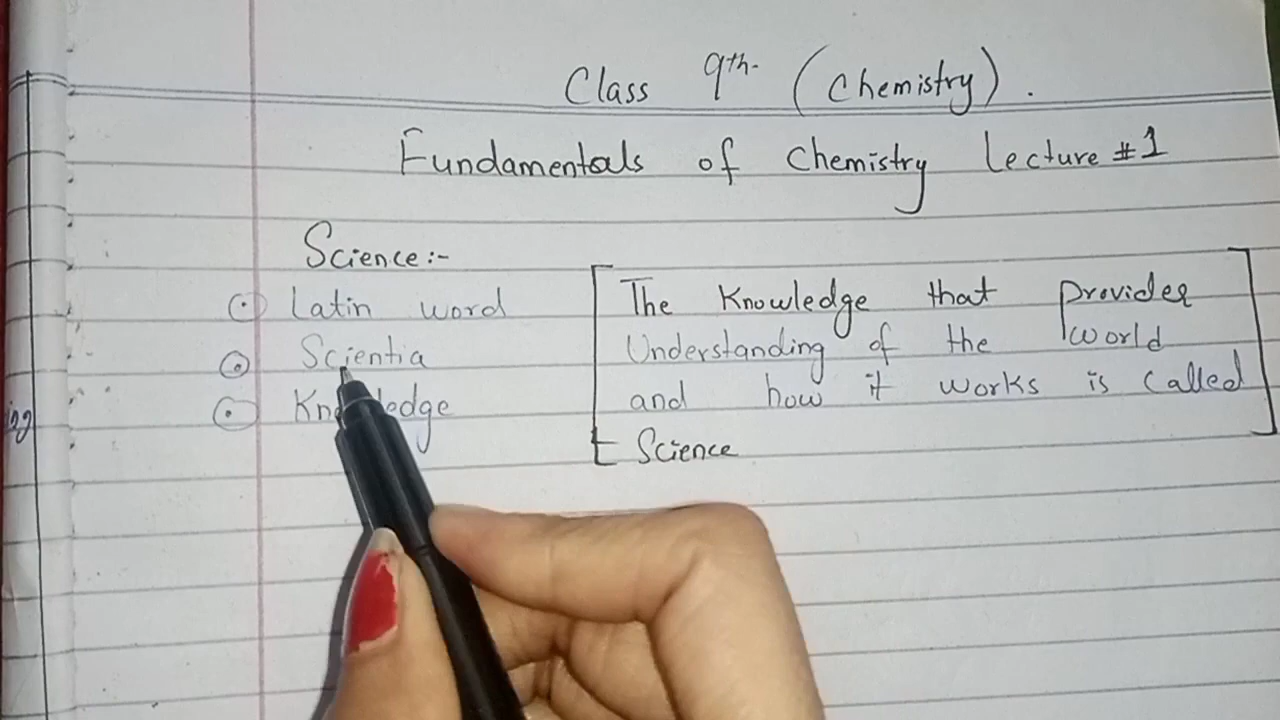 Class 9th. (Chemistry).
Fundamentals of Chemistry Lecture #1
Science:-
Latin word
Scientia
Knowledge
The Knowledge that provides
Understanding of the world
and how it works is called
Science